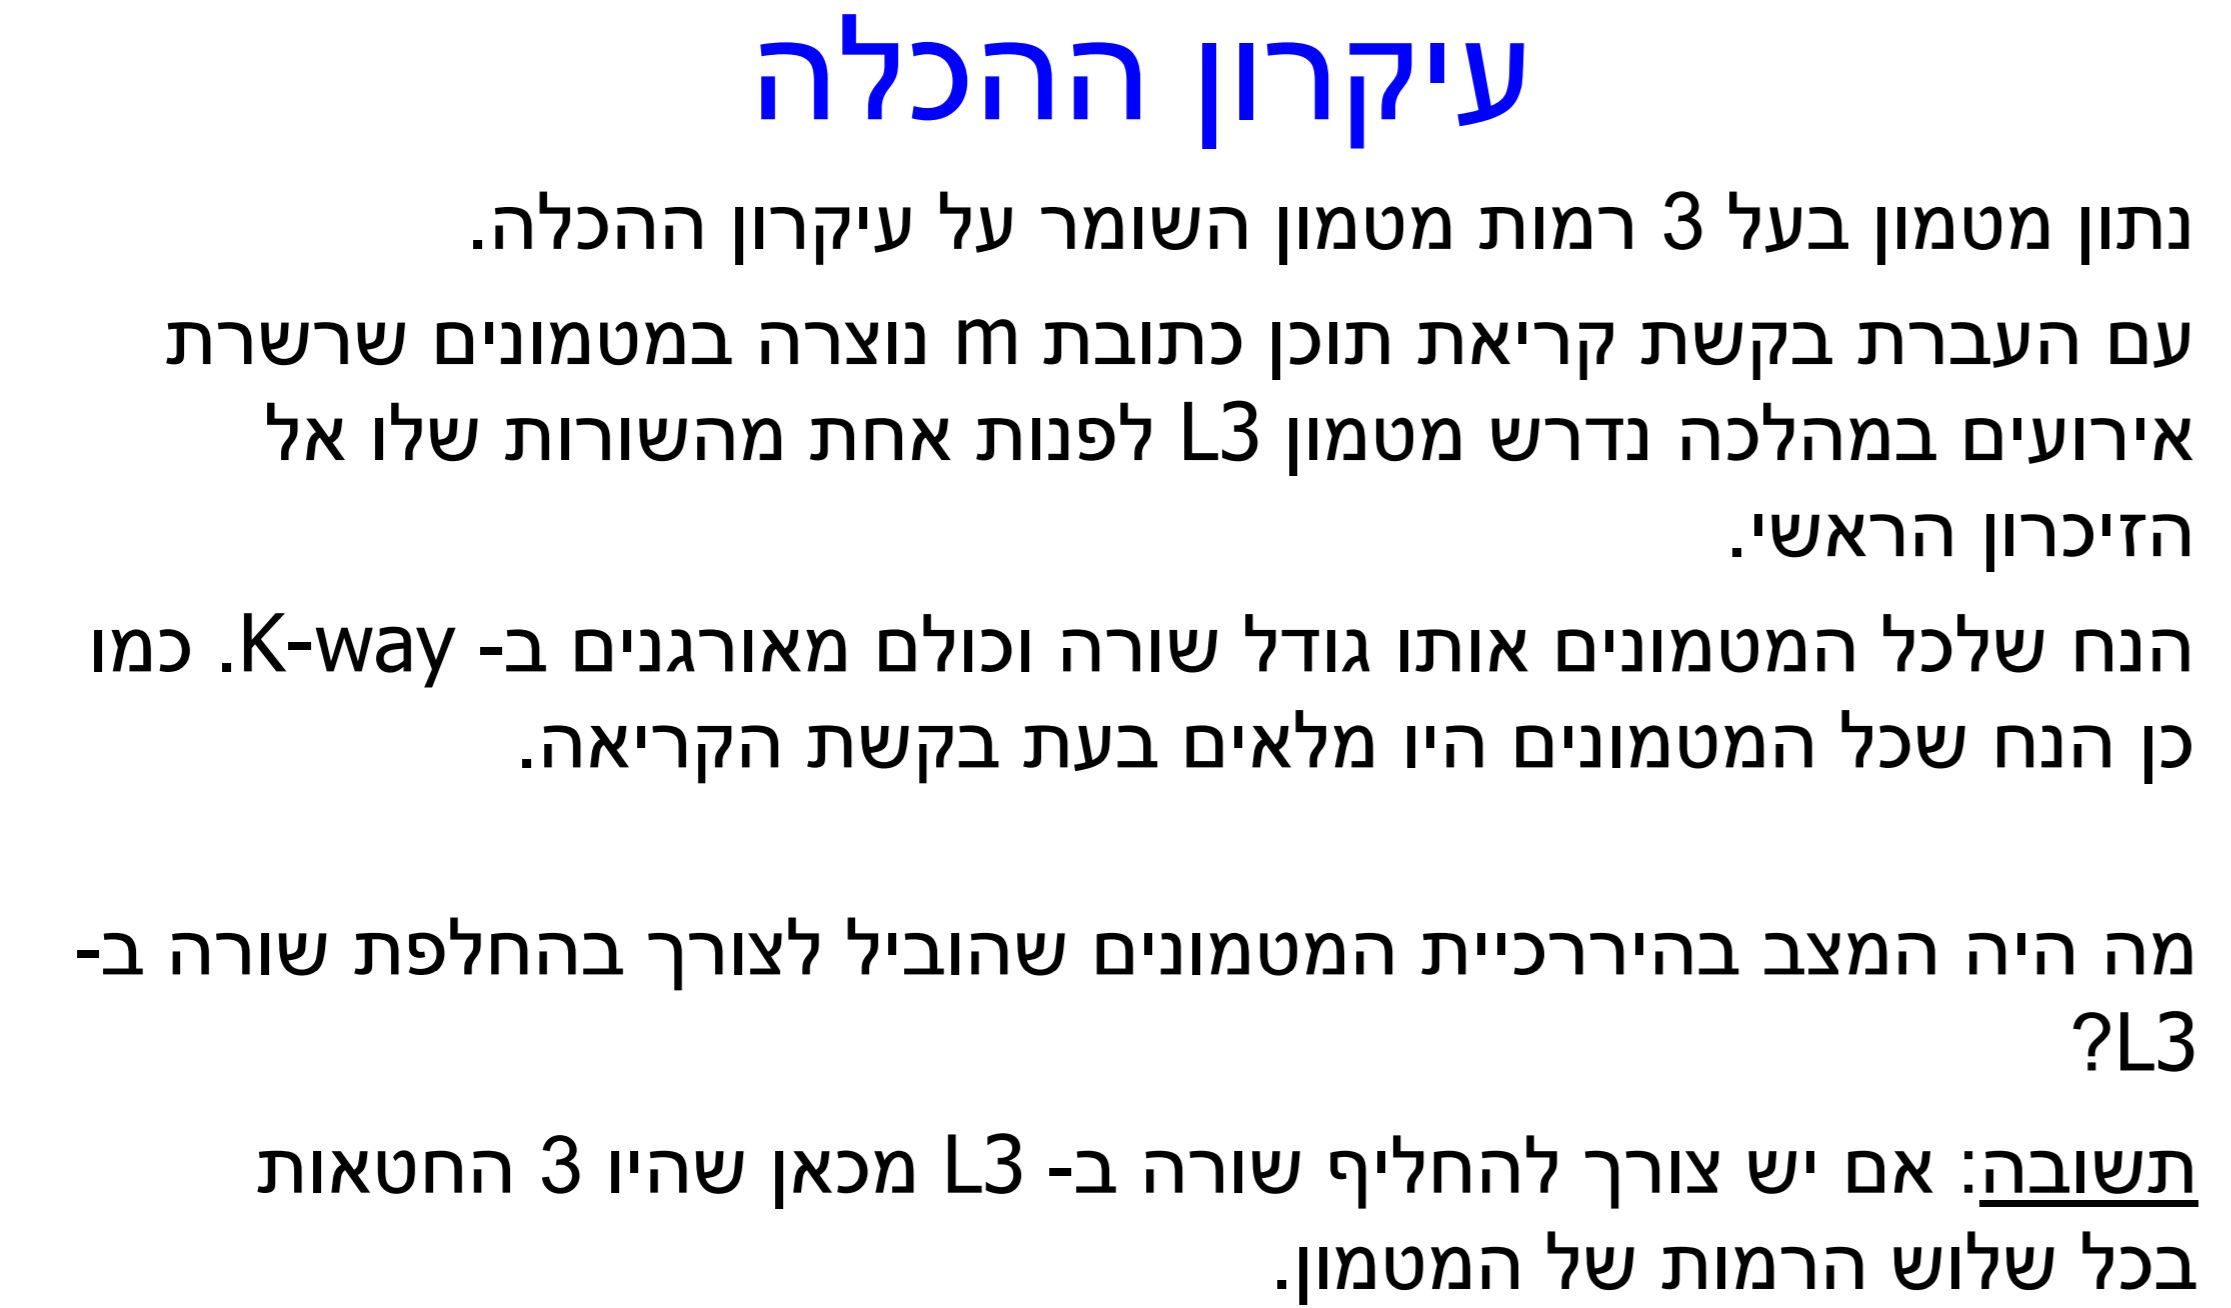 עיקרון ההכלה
נתון מטמון בעל 3 רמות מטמון השומר על עיקרון ההכלה.
עם העברת בקשת קריאת תוכן כתובת m נוצרה במטמונים שרשרת
אירועים במהלכה נדרש מטמון L3 לפנות אחת מהשורות שלו אל
הזיכרון הראשי.
הנח שלכל המטמונים אותו גודל שורה וכולם מאורגנים ב- K-way. כמו
כן הנח שכל המטמונים היו מלאים בעת בקשת הקריאה.
מה היה המצב בהיררכיית המטמונים שהוביל לצורך בהחלפת שורה ב-
L3?
תשובה: אם יש צורך להחליף שורה ב- L3 מכאן שהיו 3 החטאות
בכל שלוש הרמות של המטמון.